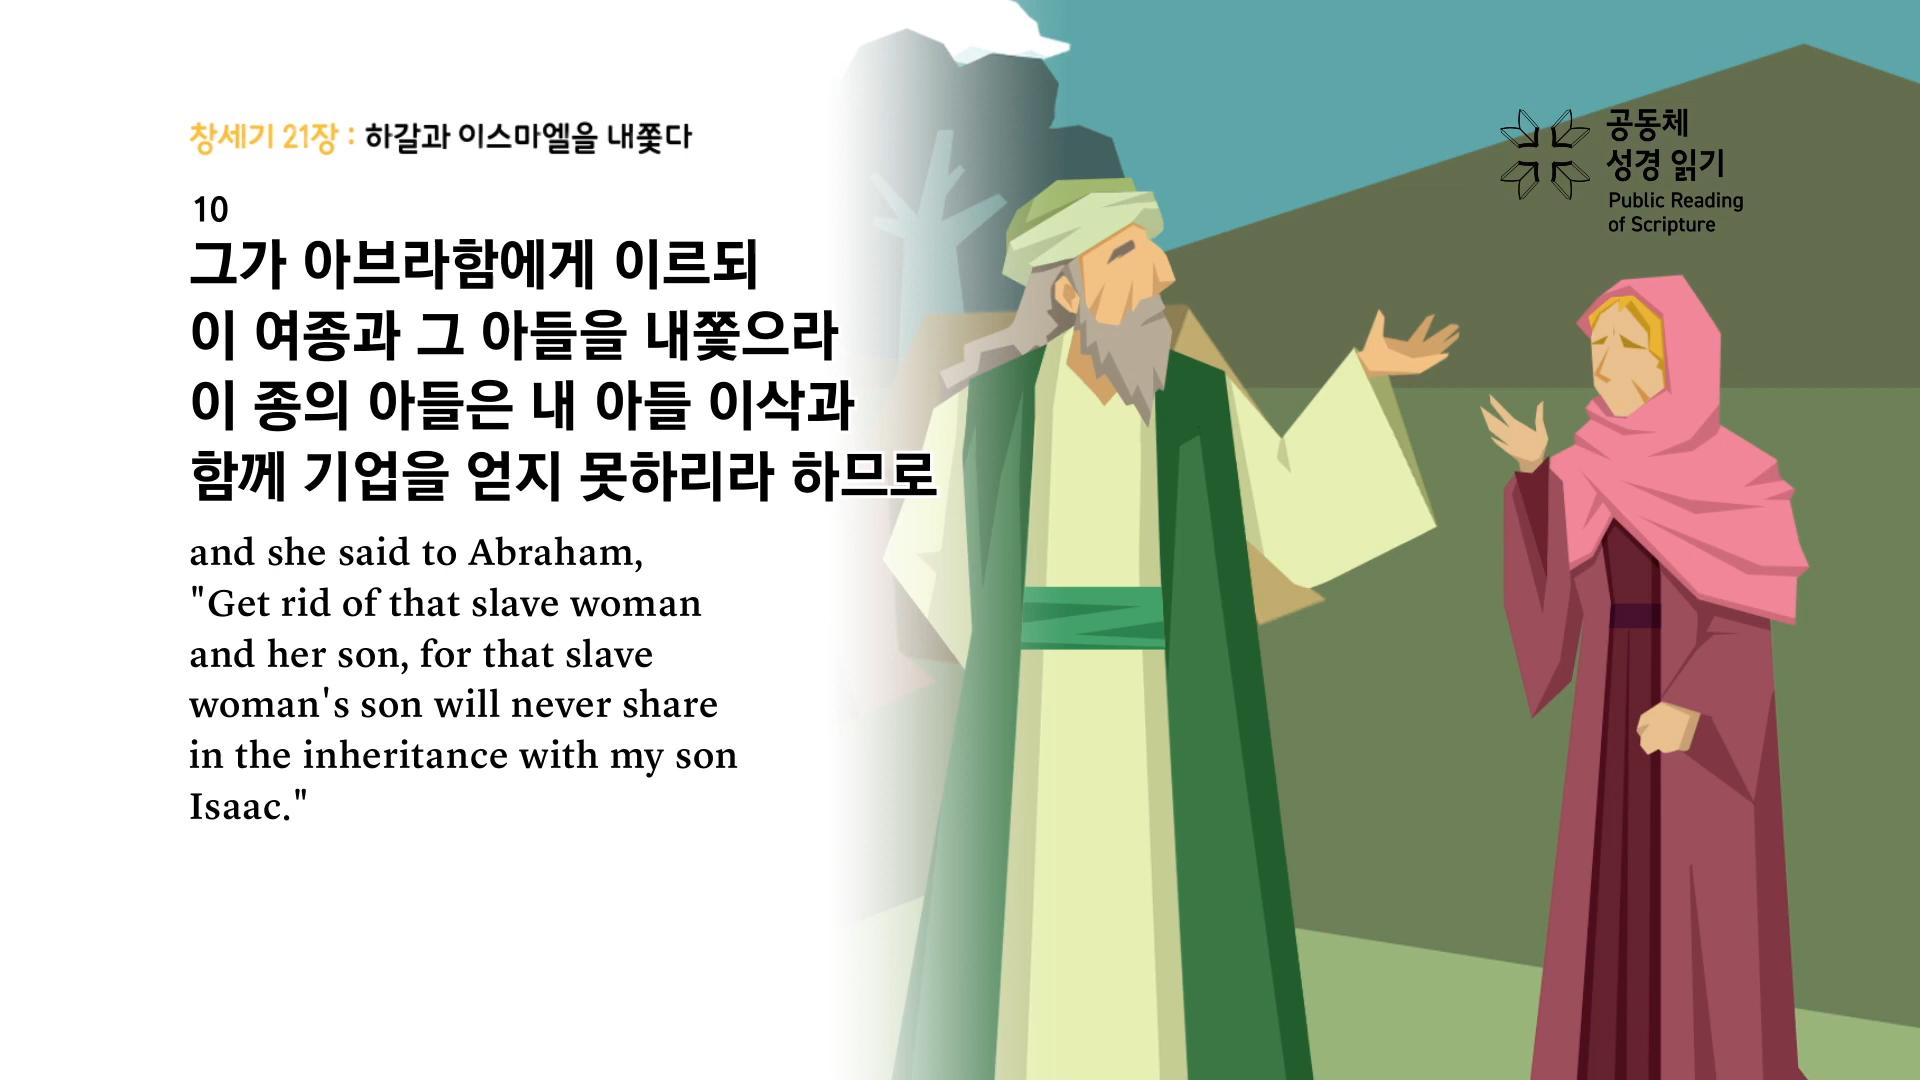 창세기 21장 : 하갈과 이스마엘을 내쫓다
10
그가 아브라함에게 이르되
이 여종과 그 아들을 내쫓으라
이 종의 아들은 내 아들 이삭과
함께 기업을 얻지 못하리라 하므로
and she said to Abraham,
"Get rid of that slave woman
and her son, for that slave
woman's son will never share
in the inheritance with my son
Isaac."
공동체
성경 읽기
Public Reading
of Scripture